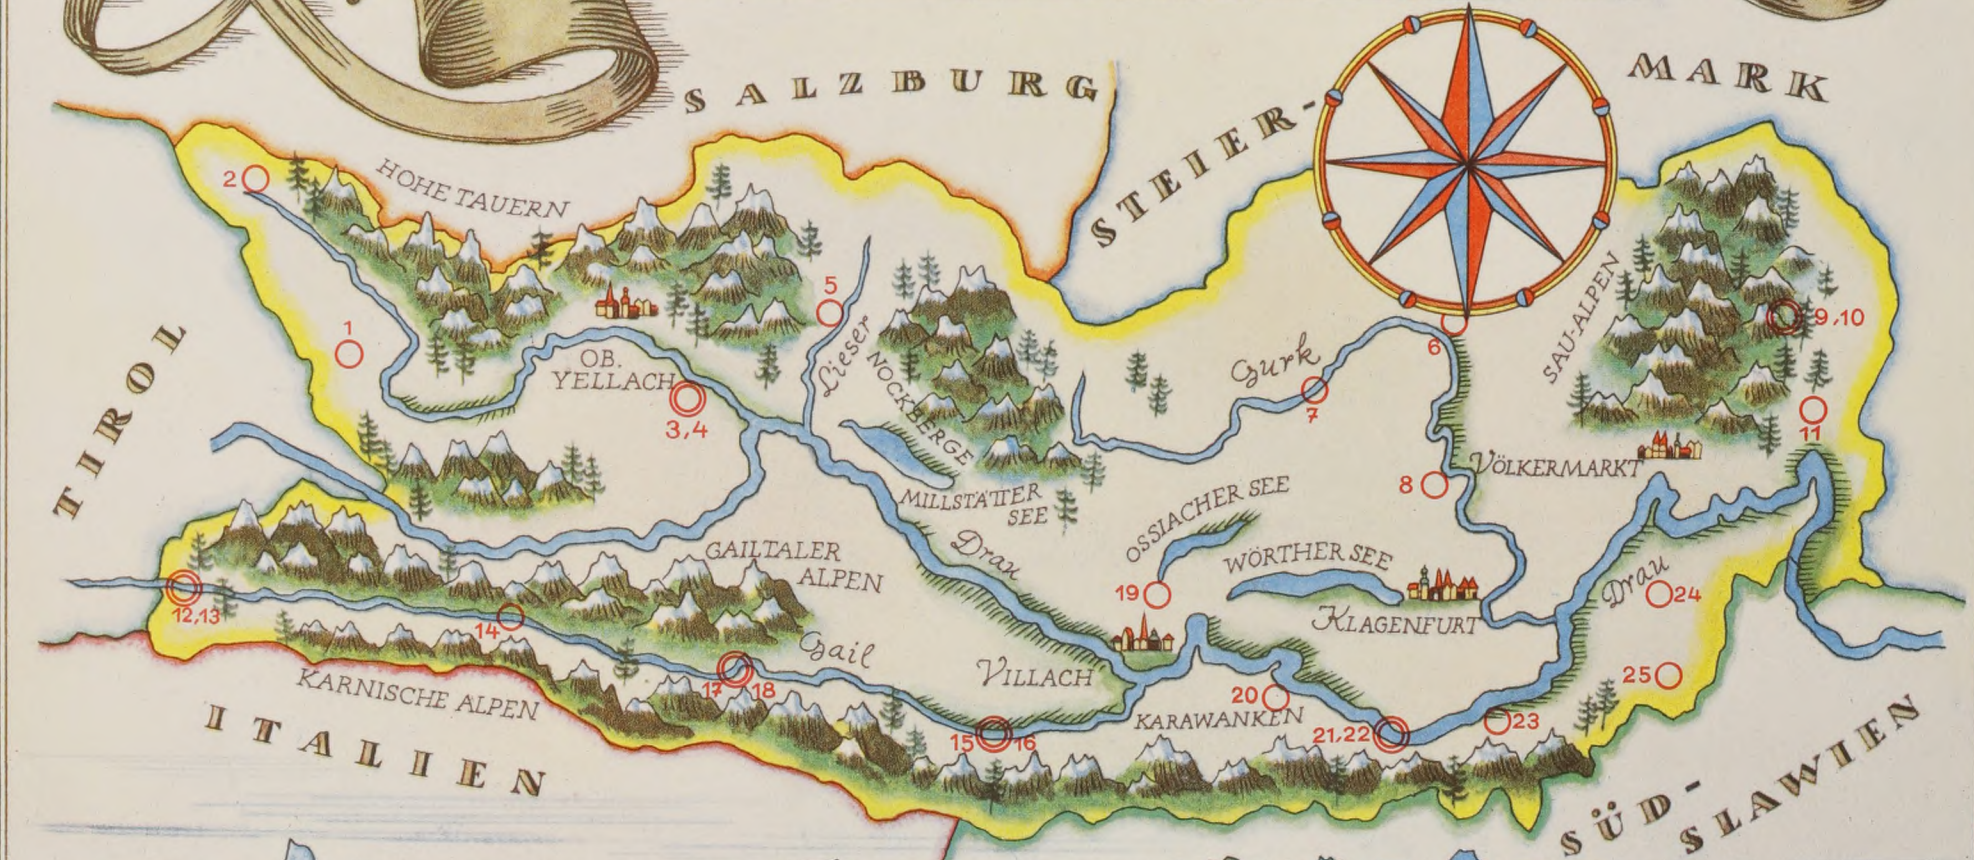 SALZBURG
STEIER-
MARK
TIROL
ITALIEN
SÜD-
SLAWIEN
2
HOHE TAUERN
1
OB.
YELLACH
3,4
5
Lieser
NOCKBERGE
MILLSTÄTTER
SEE
Gurk
7
6
8
SAU-ALPEN
9,10
11
VÖLKERMARKT
OSSIACHER SEE
WÖRTHER SEE
KLAGENFURT
19
Drau
GAILTALER
ALPEN
12,13
14
Gail
17
18
KARNISCHE ALPEN
VILLACH
15
16
KARAWANKEN
20
21,22
23
Drau
24
25